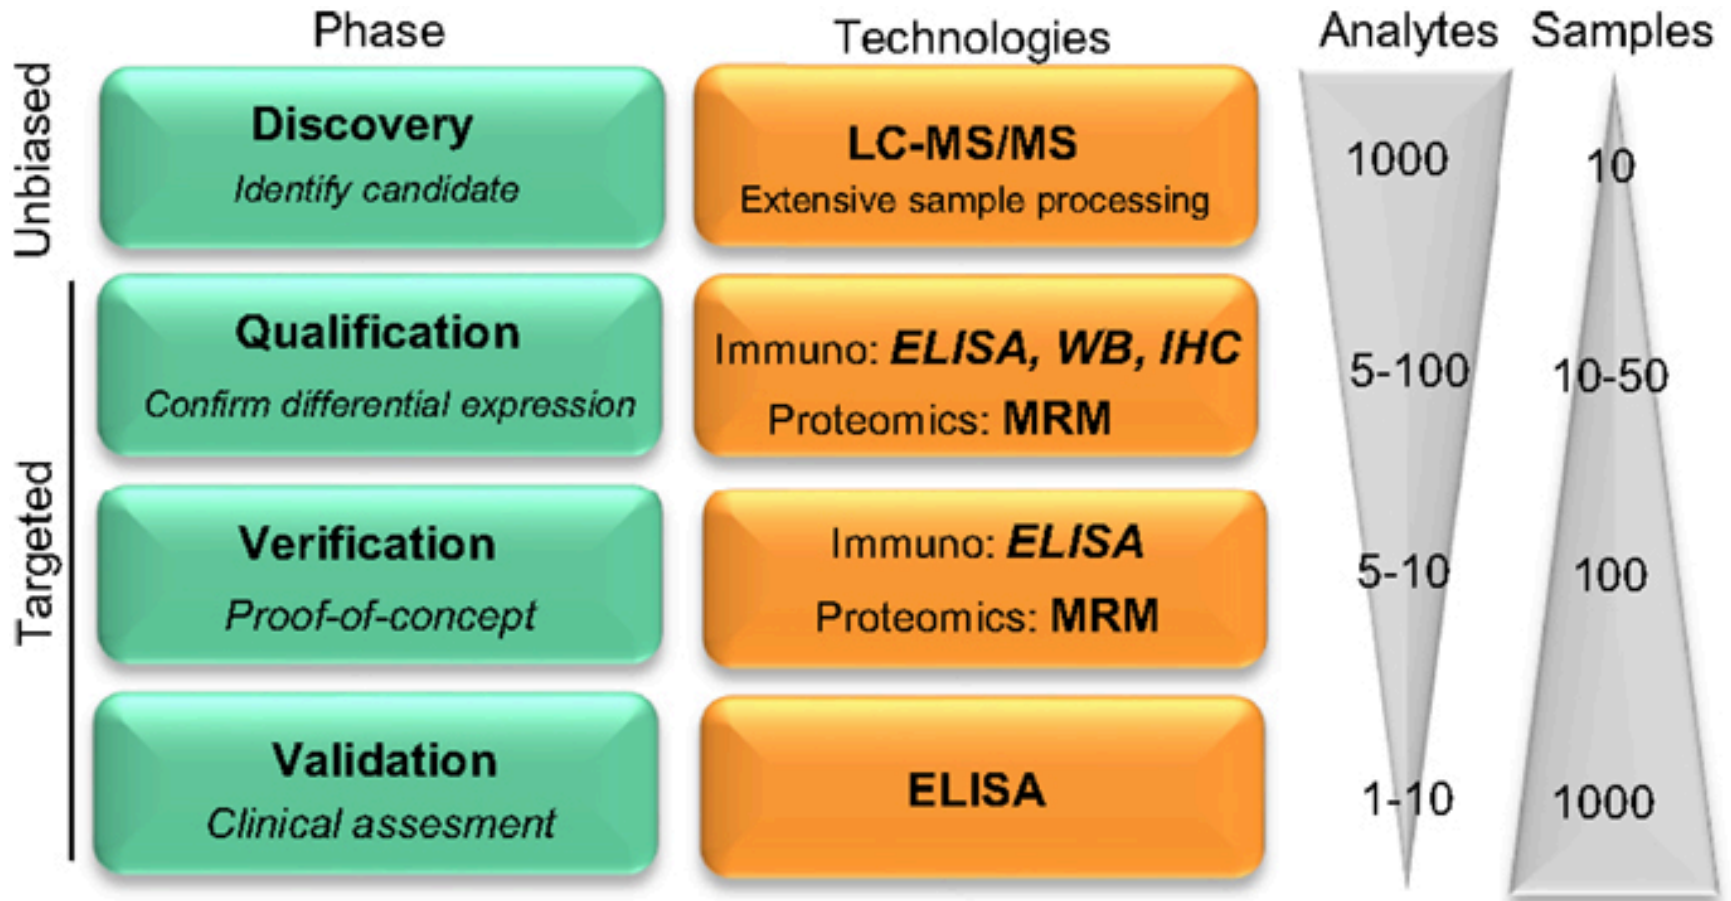 Phase
Technologies
Analytes
Samples
Unbiased
Discovery
Identify candidate
LC-MS/MS
Extensive sample processing
1000
10
Targeted
Qualification
Confirm differential expression
Immuno: ELISA, WB, IHC
Proteomics: MRM
5-100
10-50
Verification
Proof-of-concept
Immuno: ELISA
Proteomics: MRM
5-10
100
Validation
Clinical assesment
ELISA
1-10
1000